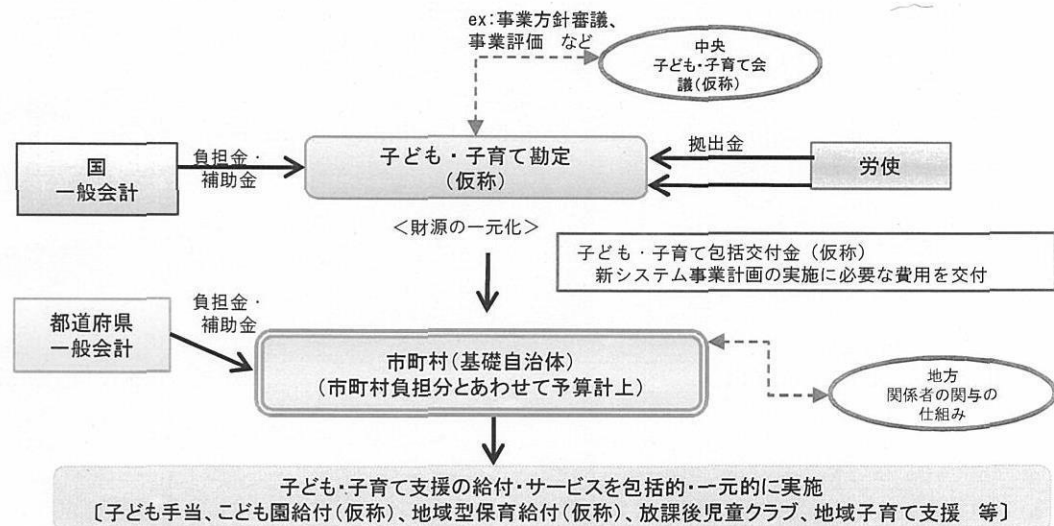 ex:事業方針審議、
事業評価 など
中央
子ども・子育て会
議(仮称)
国
一般会計
負担金・
補助金
子ども・子育て勘定
(仮称)
拠出金
労使
<財源の一元化>
子ども・子育て包括交付金(仮称)
新システム事業計画の実施に必要な費用を交付
都道府県
一般会計
負担金・
補助金
市町村(基礎自治体)
(市町村負担分とあわせて予算計上)
地方
関係者の関与の
仕組み
子ども・子育て支援の給付・サービスを包括的・一元的に実施
〔子ども手当、こども園給付(仮称)、地域型保育給付(仮称)、放課後児童クラブ、地域子育て支援 等〕